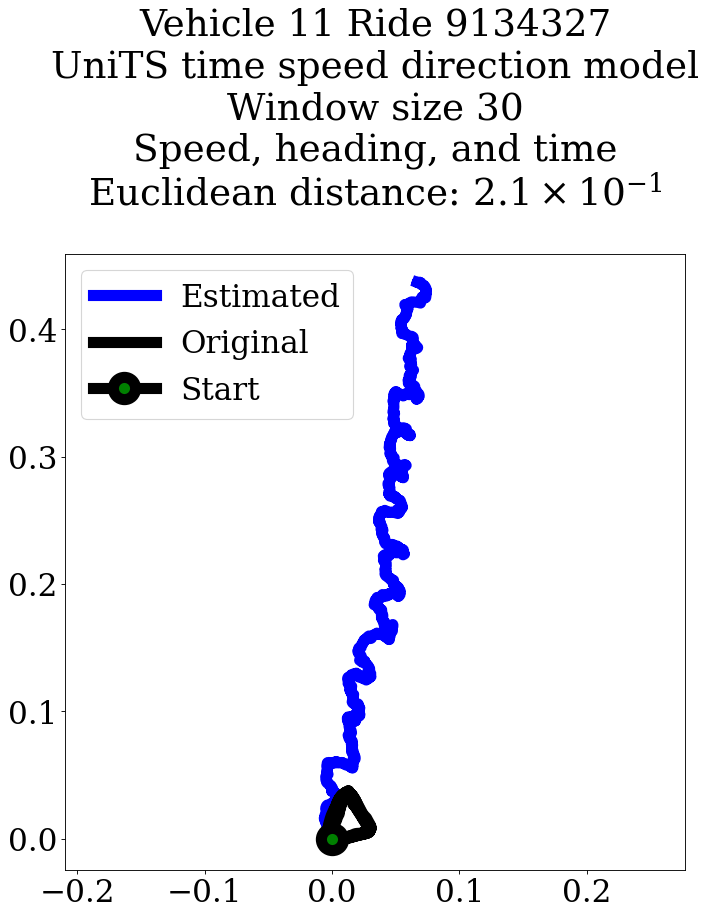 Vehicle 11 Ride 9134327
UniTS time speed direction model
Window size 30
Speed, heading, and time
Euclidean distance: 2.1 × 10⁻¹
Estimated
Original
Start
0.4
0.3
0.2
0.1
0.0
−0.2 −0.1 0.0 0.1 0.2